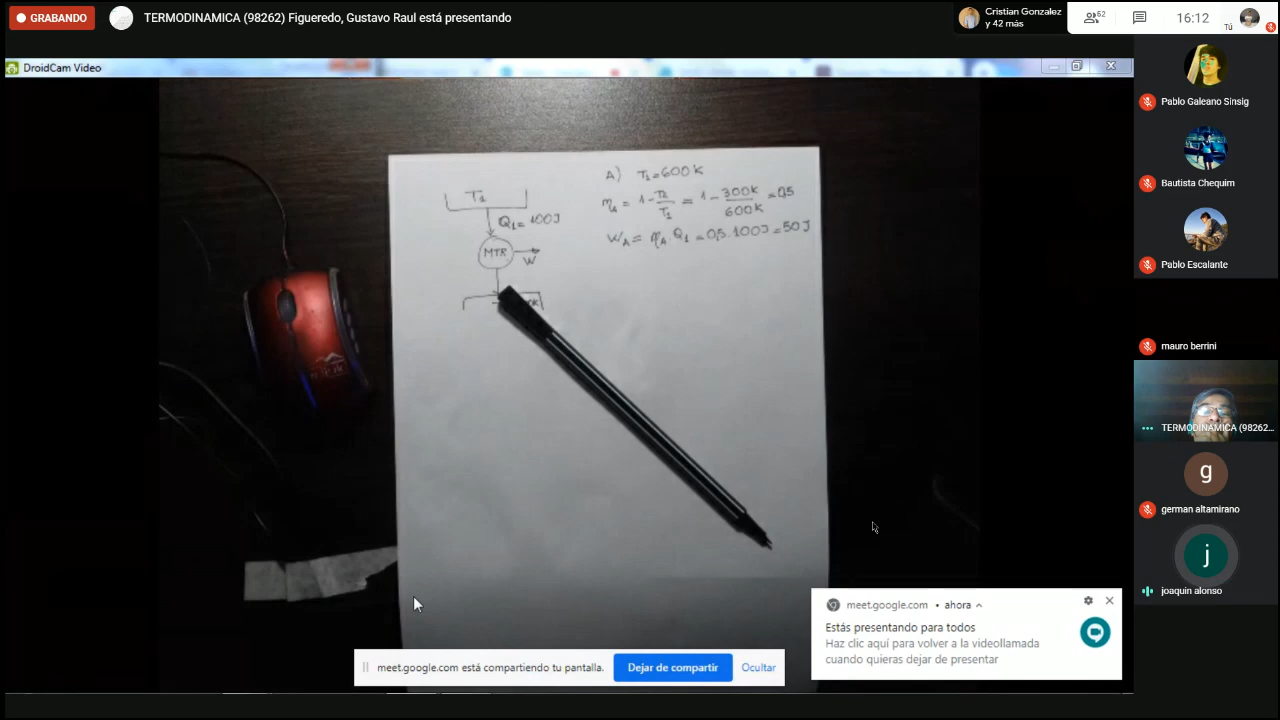 GRABANDO
TERMODINAMICA (98262) Figueredo, Gustavo Raul está presentando
Cristian Gonzalez
y 42 más
52
16:12
Tú
DroidCam Video
T1
Q1 = 100J
MTR
W
A) T1 = 600K
= 1 - T2/T1 = 1 - 300K/600K = 0,5
WA = ηA Q1 = 0,5 . 100J = 50J
Pablo Galeano Sinsig
Bautista Chequim
Pablo Escalante
mauro berrini
TERMODINAMICA (98262...
g
german altamirano
j
joaquin alonso
meet.google.com • ahora
Estás presentando para todos
Haz clic aquí para volver a la videollamada
cuando quieras dejar de presentar
meet.google.com está compartiendo tu pantalla.
Dejar de compartir
Ocultar